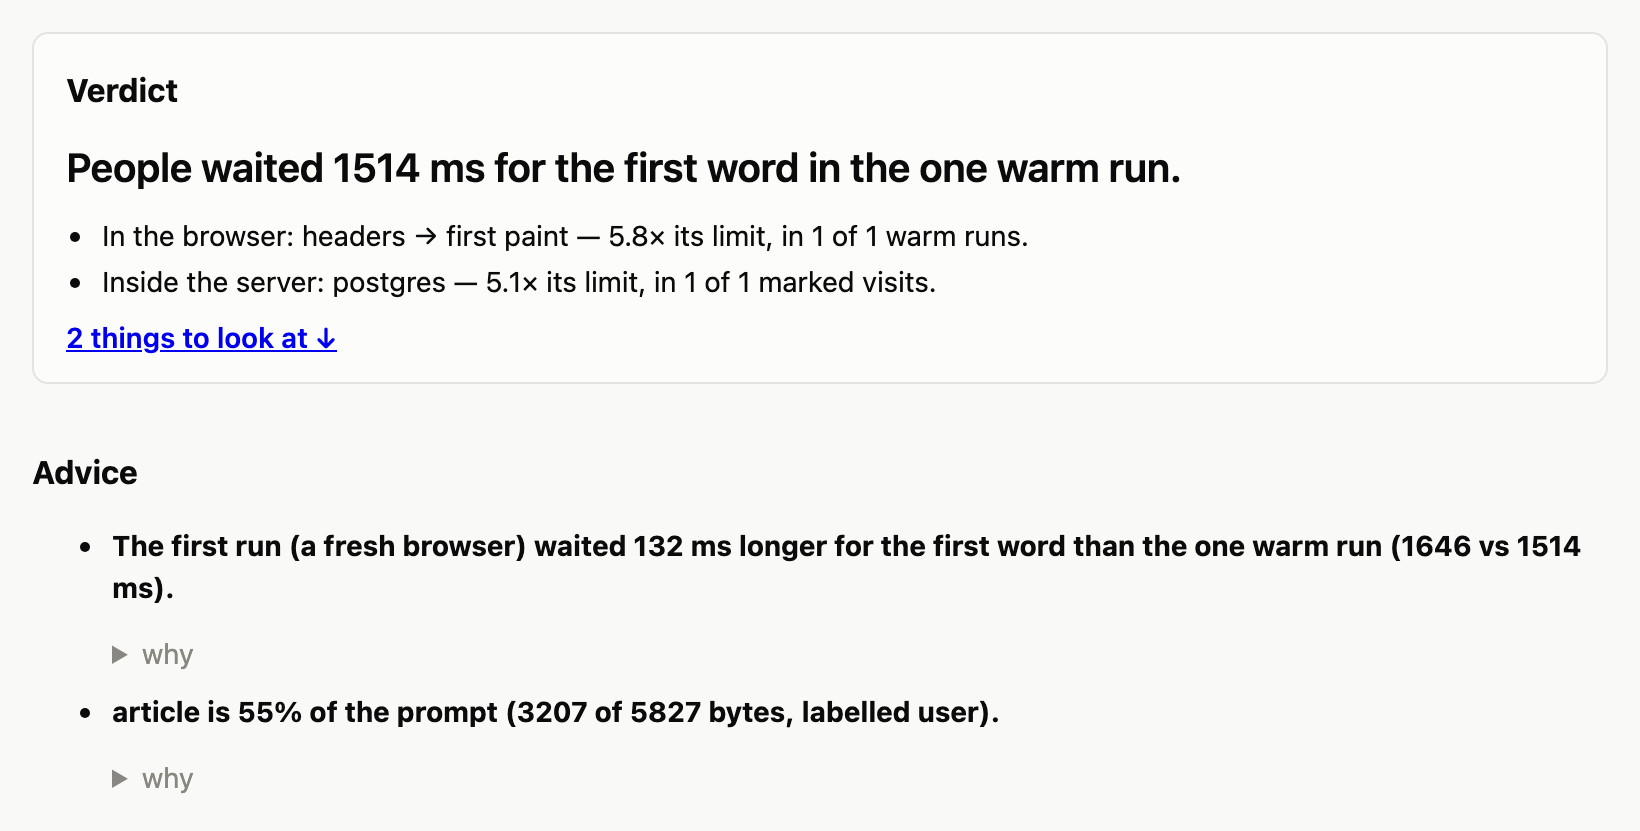 Verdict
People waited 1514 ms for the first word in the one warm run.
• In the browser: headers → first paint — 5.8× its limit, in 1 of 1 warm runs.
• Inside the server: postgres — 5.1× its limit, in 1 of 1 marked visits.
2 things to look at ↓
Advice
• The first run (a fresh browser) waited 132 ms longer for the first word than the one warm run (1646 vs 1514
ms).
▶ why
• article is 55% of the prompt (3207 of 5827 bytes, labelled user).
▶ why